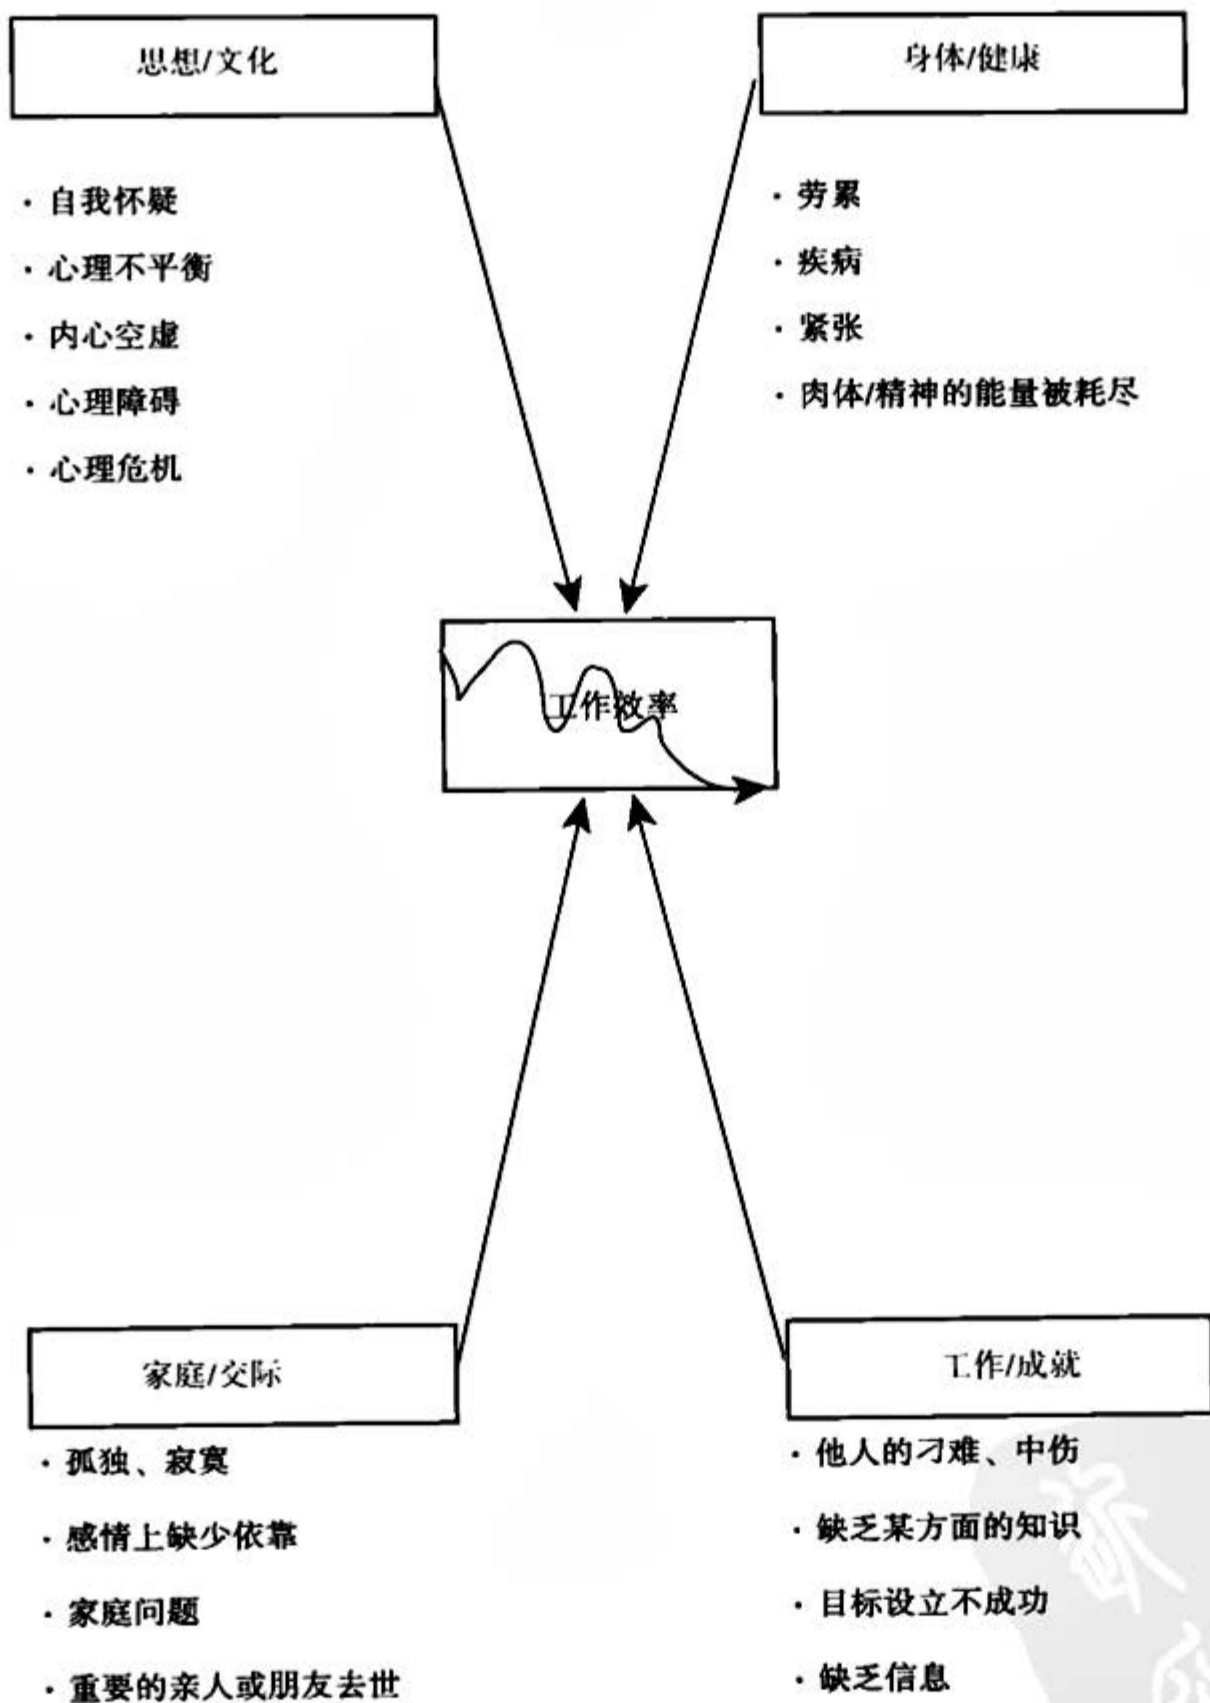 思想/文化
· 自我怀疑
· 心理不平衡
· 内心空虚
· 心理障碍
· 心理危机
身体/健康
· 劳累
· 疾病
· 紧张
· 肉体/精神的能量被耗尽
工作效率
家庭/交际
· 孤独、寂寞
· 感情上缺少依靠
· 家庭问题
· 重要的亲人或朋友去世
工作/成就
· 他人的刁难、中伤
· 缺乏某方面的知识
· 目标设立不成功
· 缺乏信息